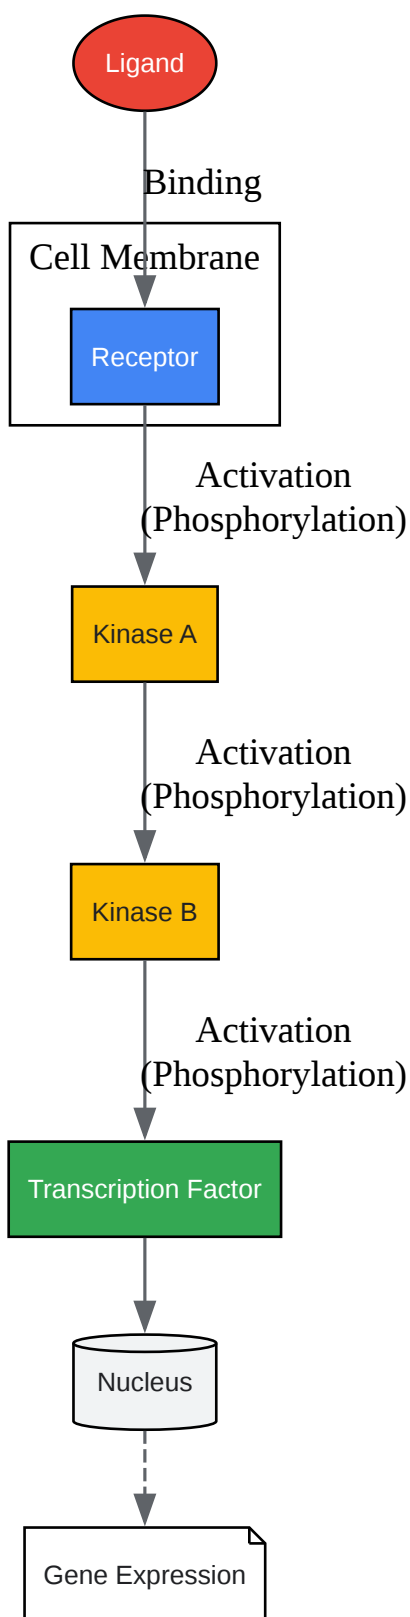 Ligand
Binding
Cell Membrane
Receptor
Activation
(Phosphorylation)
Kinase A
Activation
(Phosphorylation)
Kinase B
Activation
(Phosphorylation)
Transcription Factor
Nucleus
Gene Expression